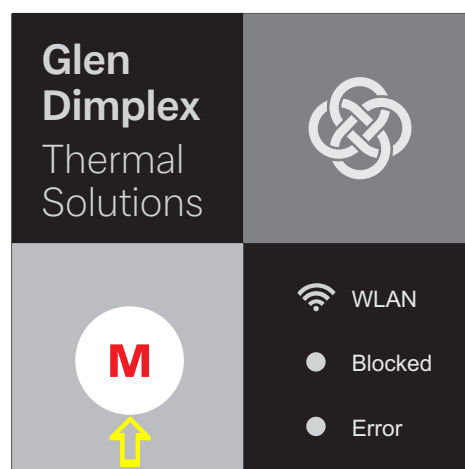 Glen
Dimplex
Thermal
Solutions
M
WLAN
Blocked
Error